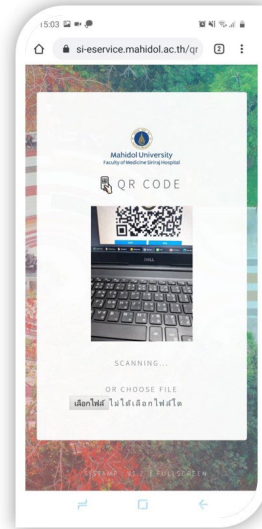 15:03
si-eservice.mahidol.ac.th/qr
2
Mahidol University
Faculty of Medicine Siriraj Hospital
QR CODE
DELL
SCANNING...
OR CHOOSE FILE
เลือกไฟล์ ไม่ได้เลือกไฟล์ใด
FULLSCREEN